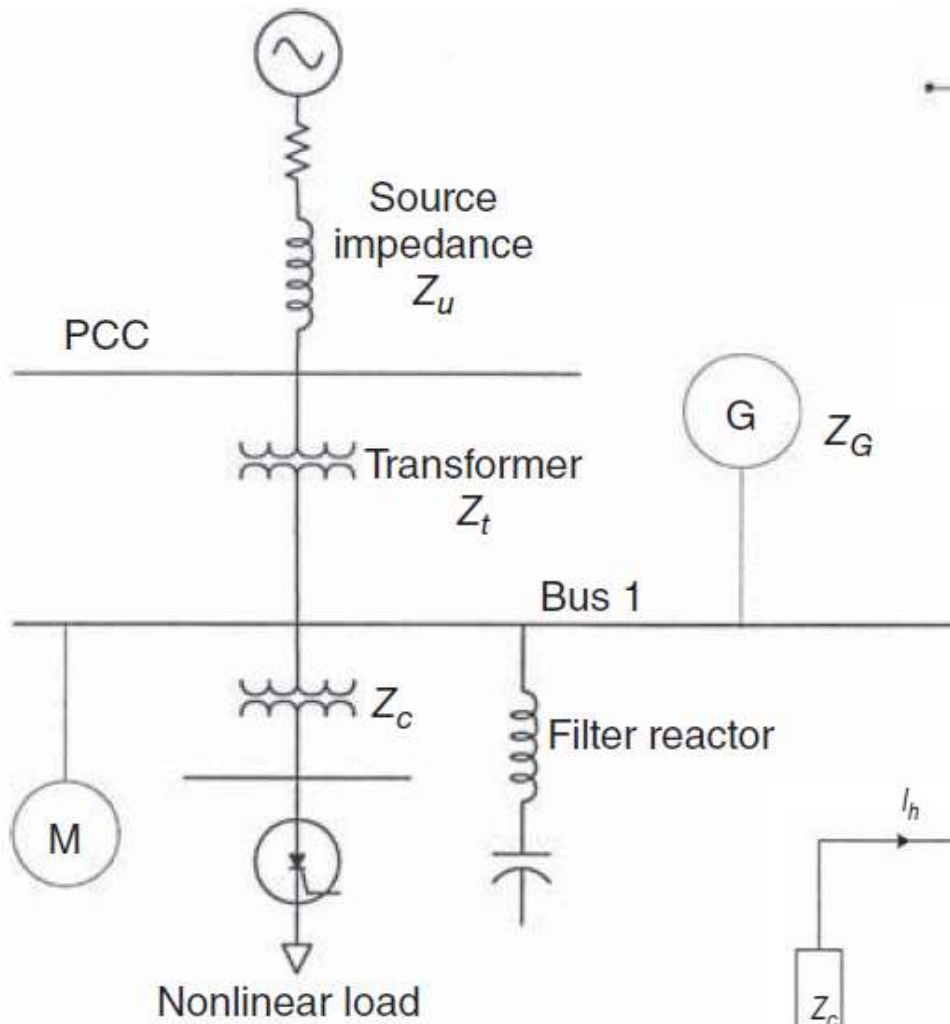 Source
impedance
Z_u
PCC
G
Z_G
Transformer
Z_t
Bus 1
Z_c
Filter reactor
M
I_h
Nonlinear load
Z_c